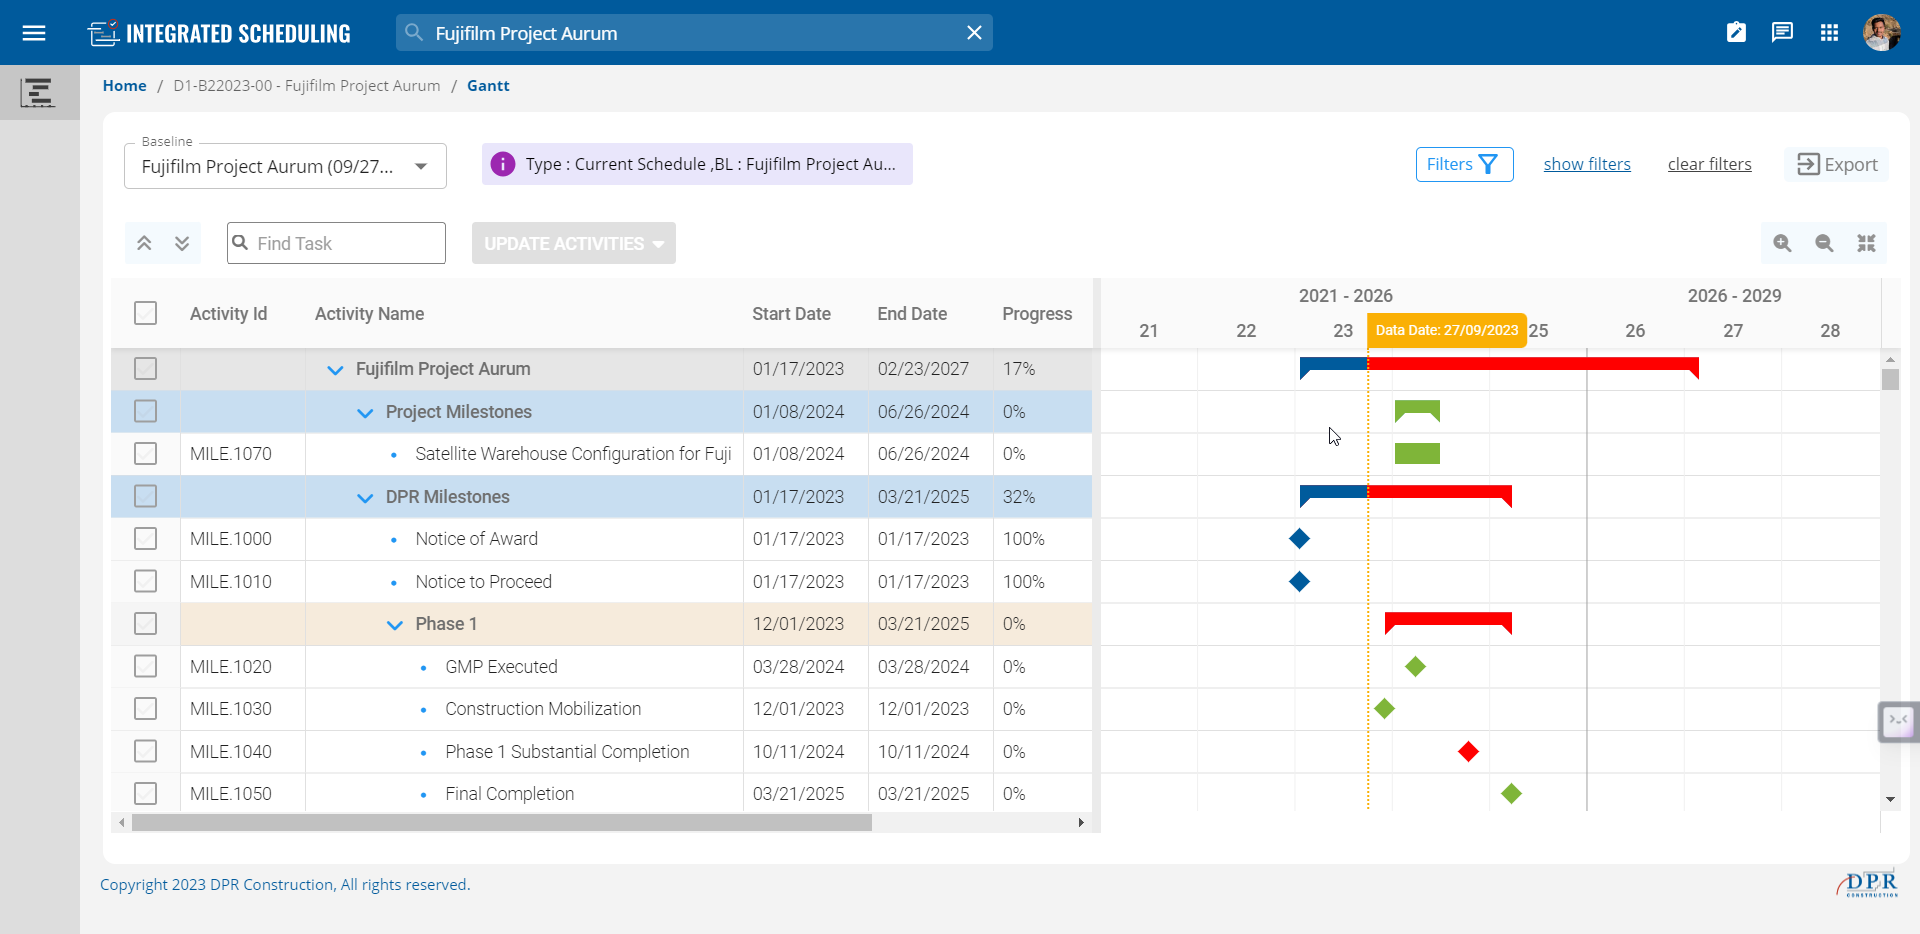 INTEGRATED SCHEDULING
Fujifilm Project Aurum
Home / D1-B22023-00 - Fujifilm Project Aurum / Gantt
Baseline
Fujifilm Project Aurum (09/27...
Type : Current Schedule ,BL : Fujifilm Project Au...
Filters
show filters
clear filters
Export
Find Task
UPDATE ACTIVITIES
Activity Id Activity Name Start Date End Date Progress
2021 - 2026 2026 - 2029
21 22 23 Data Date: 27/09/2023 25 26 27 28
Fujifilm Project Aurum 01/17/2023 02/23/2027 17%
Project Milestones 01/08/2024 06/26/2024 0%
MILE.1070 Satellite Warehouse Configuration for Fuji 01/08/2024 06/26/2024 0%
DPR Milestones 01/17/2023 03/21/2025 32%
MILE.1000 Notice of Award 01/17/2023 01/17/2023 100%
MILE.1010 Notice to Proceed 01/17/2023 01/17/2023 100%
Phase 1 12/01/2023 03/21/2025 0%
MILE.1020 GMP Executed 03/28/2024 03/28/2024 0%
MILE.1030 Construction Mobilization 12/01/2023 12/01/2023 0%
MILE.1040 Phase 1 Substantial Completion 10/11/2024 10/11/2024 0%
MILE.1050 Final Completion 03/21/2025 03/21/2025 0%
Copyright 2023 DPR Construction, All rights reserved.
DPR
CONSTRUCTION